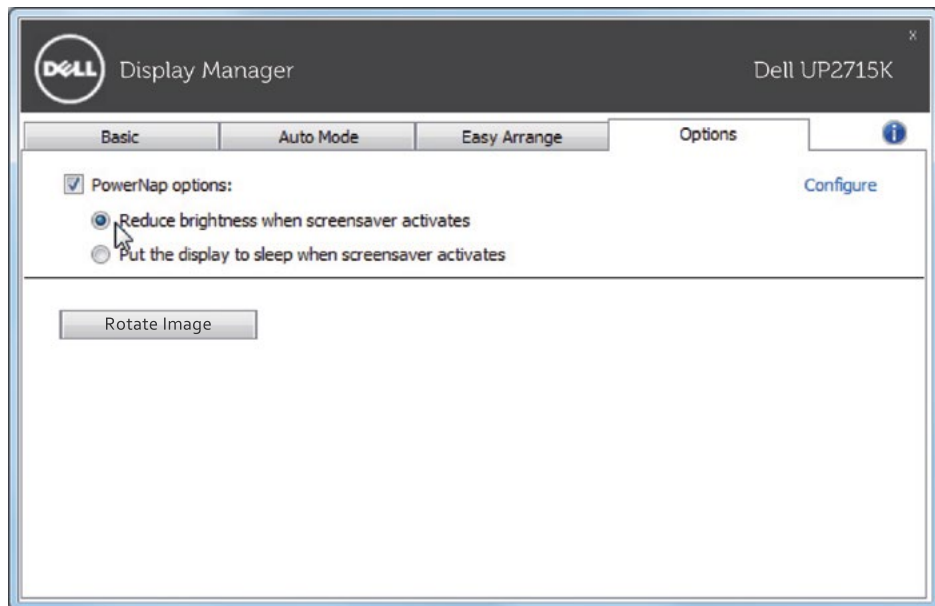 x
DELL Display Manager Dell UP2715K
Basic Auto Mode Easy Arrange Options i
PowerNap options: Configure
Reduce brightness when screensaver activates
Put the display to sleep when screensaver activates
Rotate Image